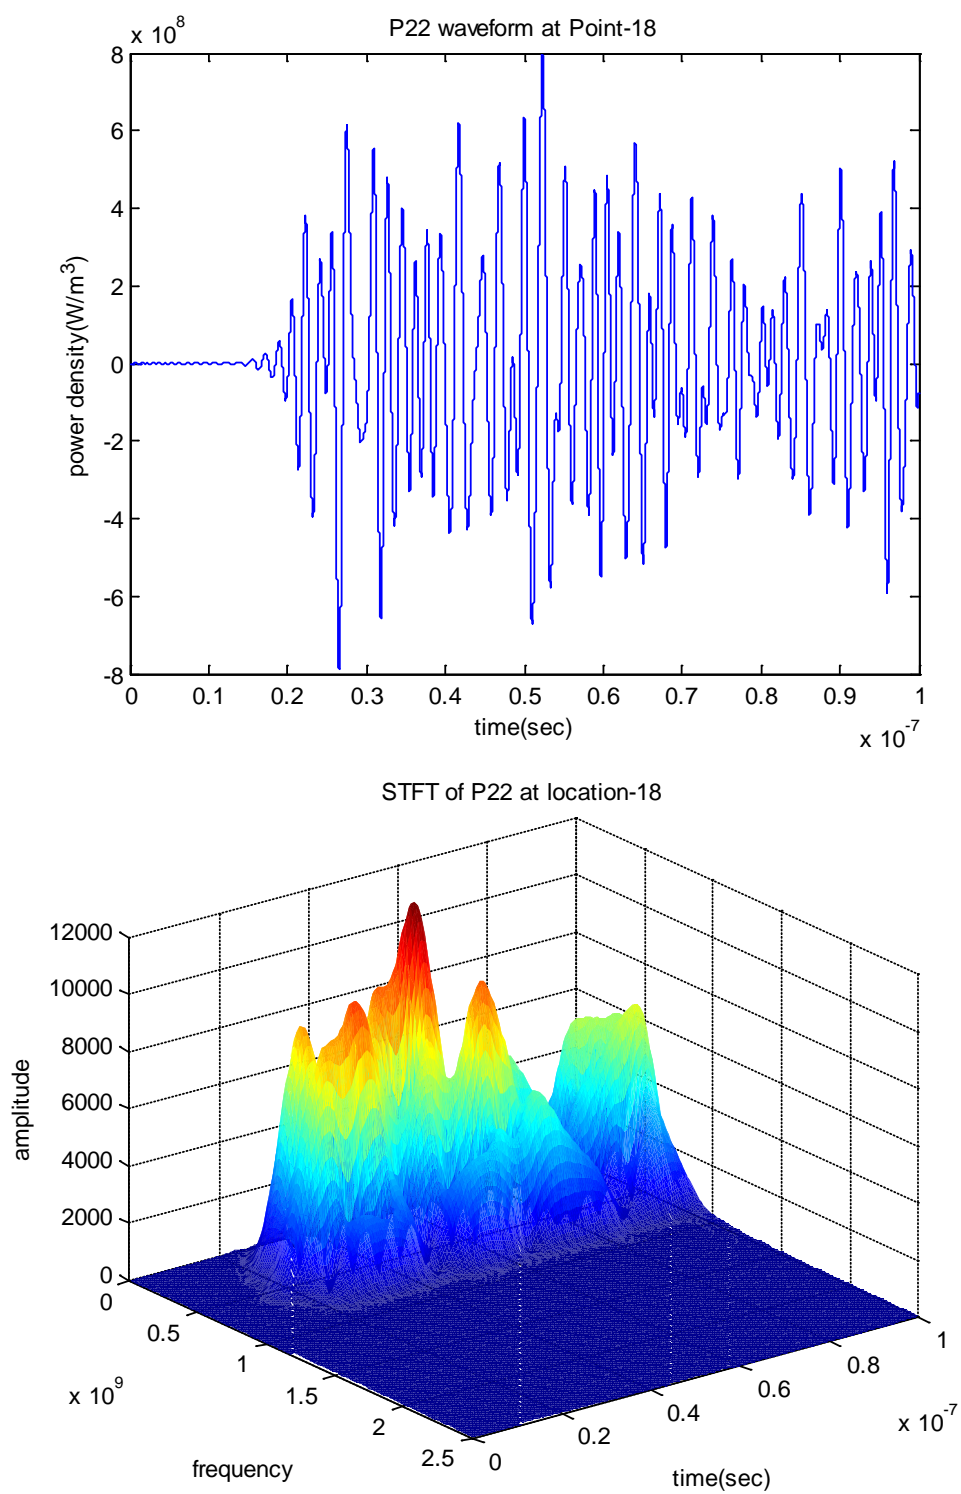 P22 waveform at Point-18
x 10^8
8
6
4
2
0
-2
-4
-6
-8
power density(W/m^3)
0 0.1 0.2 0.3 0.4 0.5 0.6 0.7 0.8 0.9 1
time(sec)
x 10^-7
STFT of P22 at location-18
12000
10000
8000
6000
4000
2000
0
amplitude
0
0.5
1
1.5
2
2.5
x 10^9
frequency
0
0.2
0.4
0.6
0.8
1
x 10^-7
time(sec)